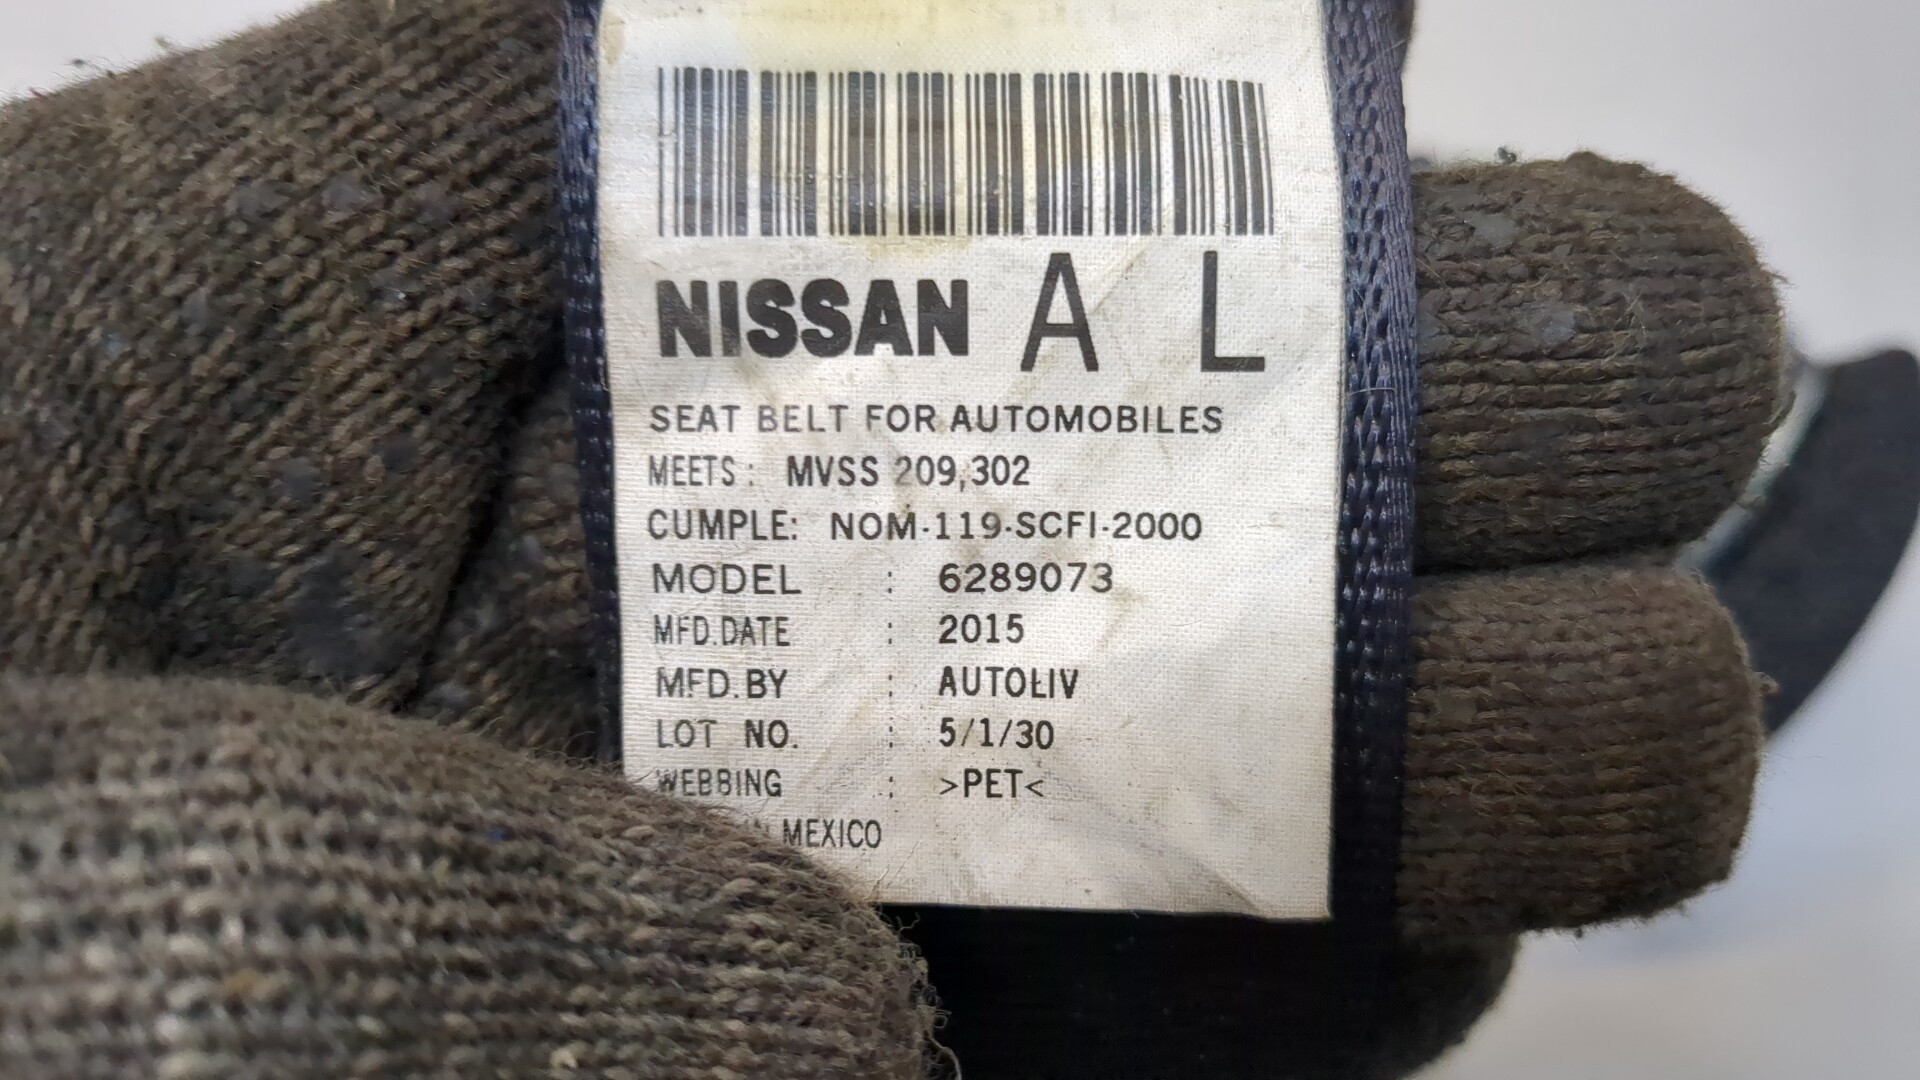 NISSAN A L
SEAT BELT FOR AUTOMOBILES
MEETS: MVSS 209,302
CUMPLE: NOM-119-SCFI-2000
MODEL : 6289073
MFD.DATE : 2015
MFD.BY : AUTOLIV
LOT NO. : 5/1/30
WEBBING : >PET<
MEXICO